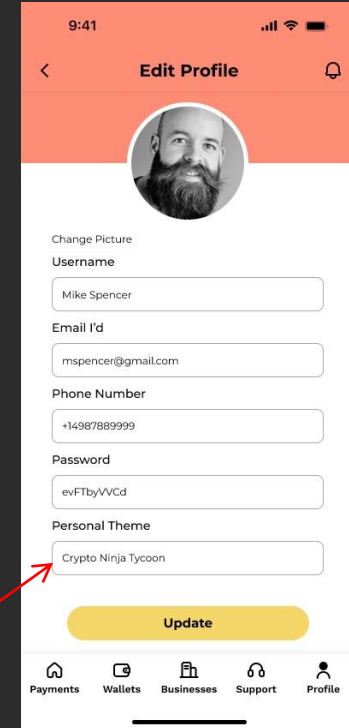 9:41
Edit Profile
Change Picture
Username
Mike Spencer
Email I'd
mspencer@gmail.com
Phone Number
+14987889999
Password
evFTbyVVCd
Personal Theme
Crypto Ninja Tycoon
Update
Payments Wallets Businesses Support Profile